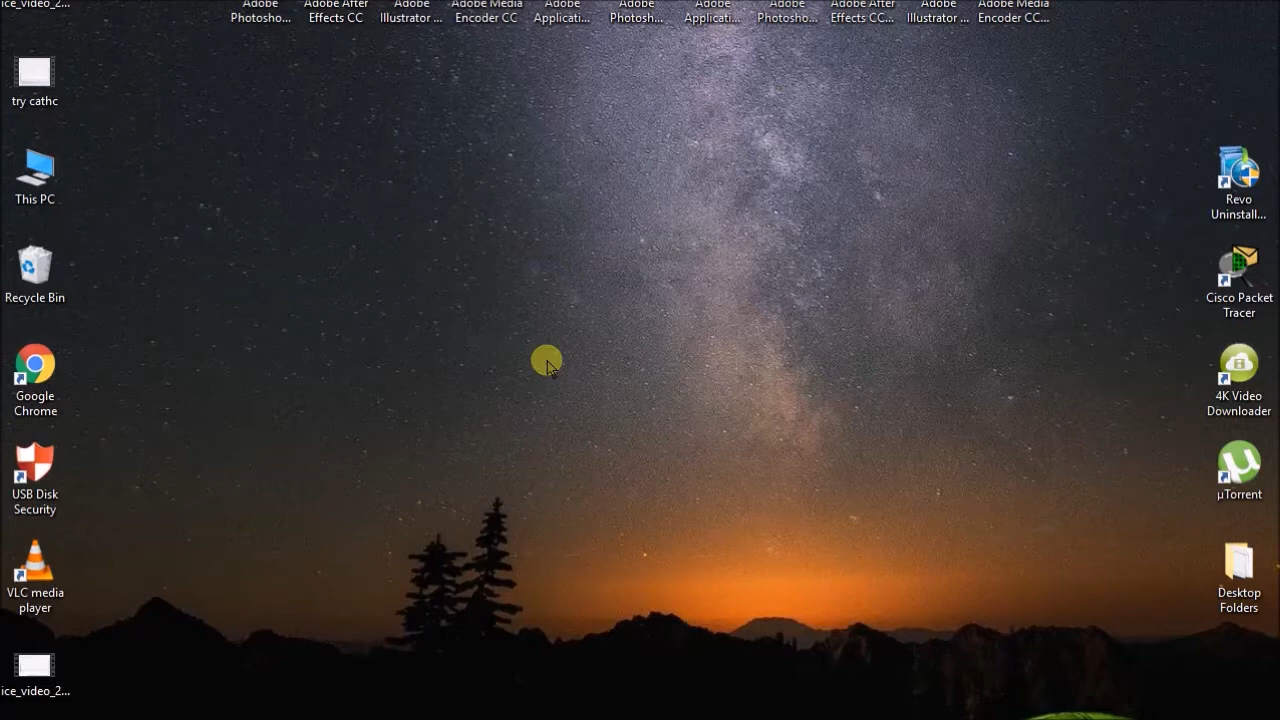 ice_video_2...
Adobe
Photosho...
Adobe After
Effects CC
Adobe
Illustrator ...
Adobe Media
Encoder CC
Adobe
Applicati...
Adobe
Photosh...
Adobe
Applicati...
Adobe
Photosho...
Adobe After
Effects CC...
Adobe
Illustrator ...
Adobe Media
Encoder CC...
try cathc
This PC
Recycle Bin
Google
Chrome
USB Disk
Security
VLC media
player
ice_video_2...
Revo
Uninstall...
Cisco Packet
Tracer
4K Video
Downloader
µTorrent
Desktop
Folders